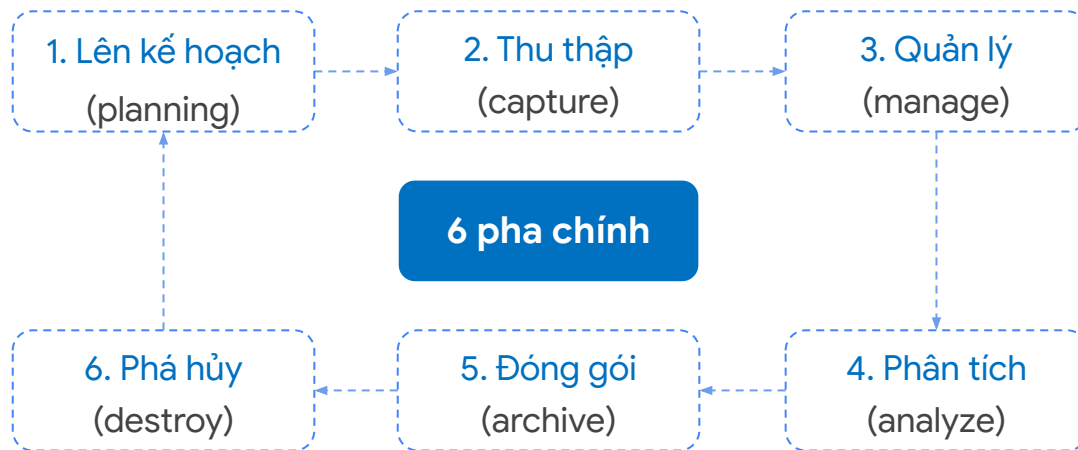 1. Lên kế hoạch
(planning)
2. Thu thập
(capture)
3. Quản lý
(manage)
6 pha chính
6. Phá hủy
(destroy)
5. Đóng gói
(archive)
4. Phân tích
(analyze)